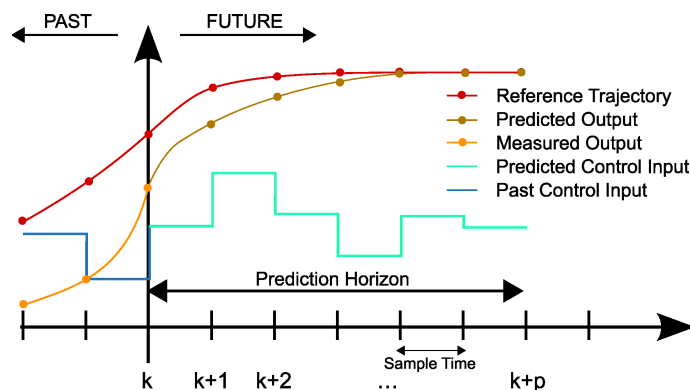 PAST
FUTURE
Reference Trajectory
Predicted Output
Measured Output
Predicted Control Input
Past Control Input
Prediction Horizon
Sample Time
k
k+1
k+2
...
k+p